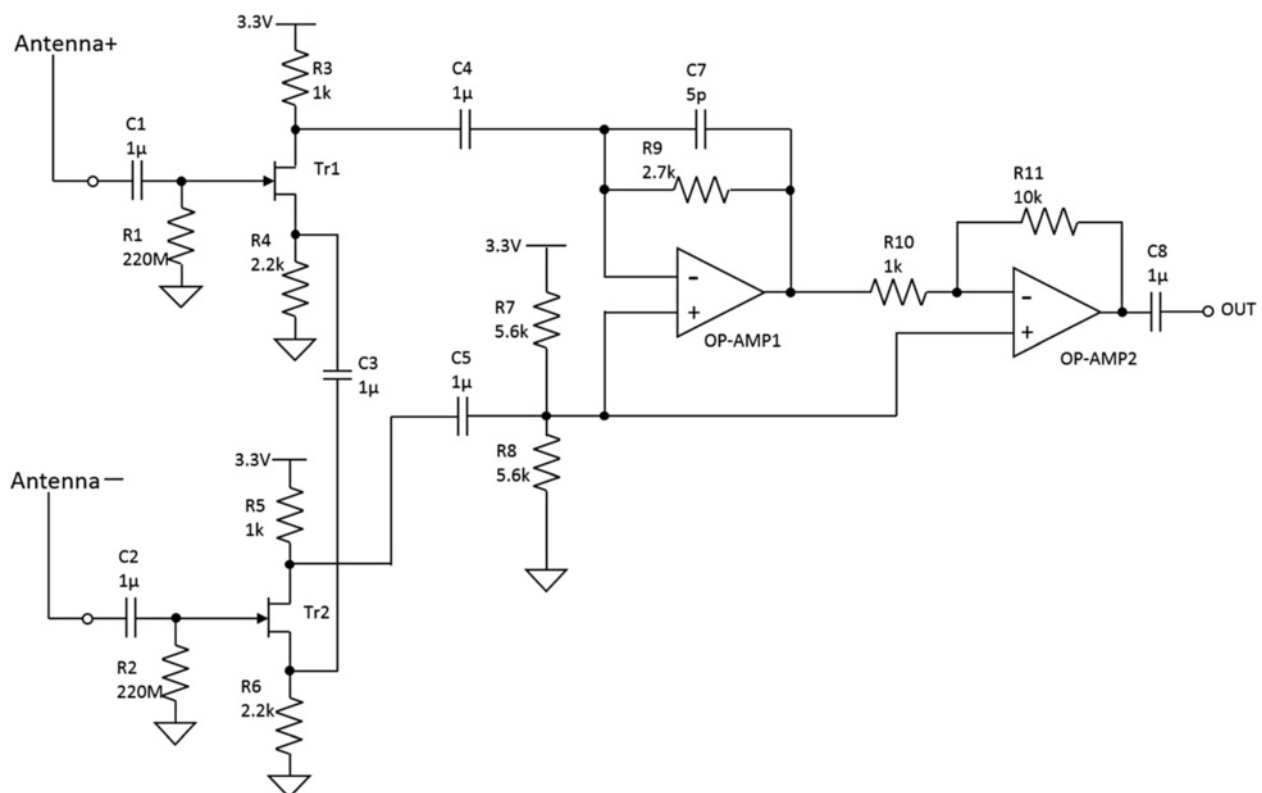 3.3V
Antenna+
R3
1k
C4
1μ
C7
5p
C1
1μ
Tr1
R9
2.7k
R11
10k
R1
220M
R4
2.2k
3.3V
R10
1k
C8
1μ
OUT
R7
5.6k
OP-AMP1
OP-AMP2
C3
1μ
C5
1μ
3.3V
R8
5.6k
Antenna—
R5
1k
C2
1μ
Tr2
R2
220M
R6
2.2k
-
+
-
+